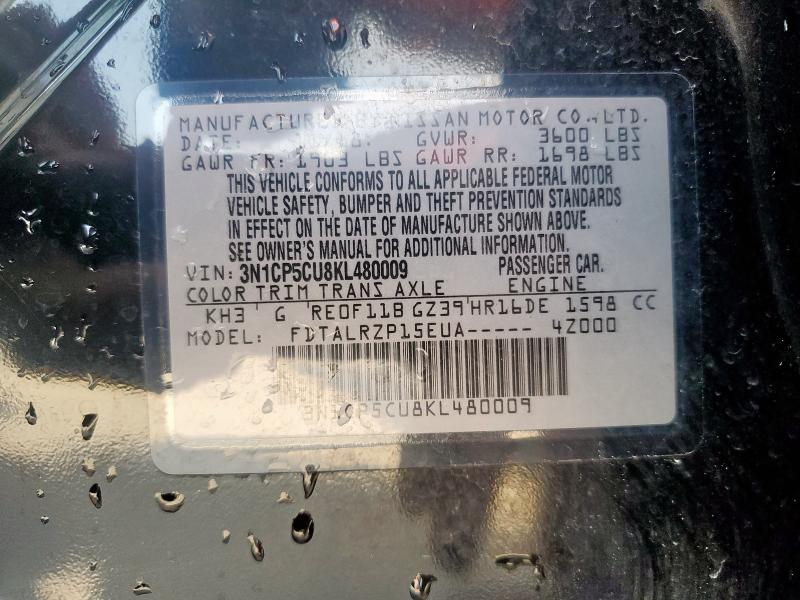 MANUFACTURED BY NISSAN MOTOR CO., LTD.
DATE: GVWR: 3600 LBS
GAWR FR: 1903 LBS GAWR RR: 1698 LBS
THIS VEHICLE CONFORMS TO ALL APPLICABLE FEDERAL MOTOR
VEHICLE SAFETY, BUMPER AND THEFT PREVENTION STANDARDS
IN EFFECT ON THE DATE OF MANUFACTURE SHOWN ABOVE.
SEE OWNER'S MANUAL FOR ADDITIONAL INFORMATION.
VIN: 3N1CP5CU8KL480009 PASSENGER CAR.
COLOR TRIM TRANS AXLE ENGINE
KH3 G RE0F11B GZ39 HR16DE 1598 CC
MODEL: FDTALRZP15EUA----- 4Z000
3N1CP5CU8KL480009